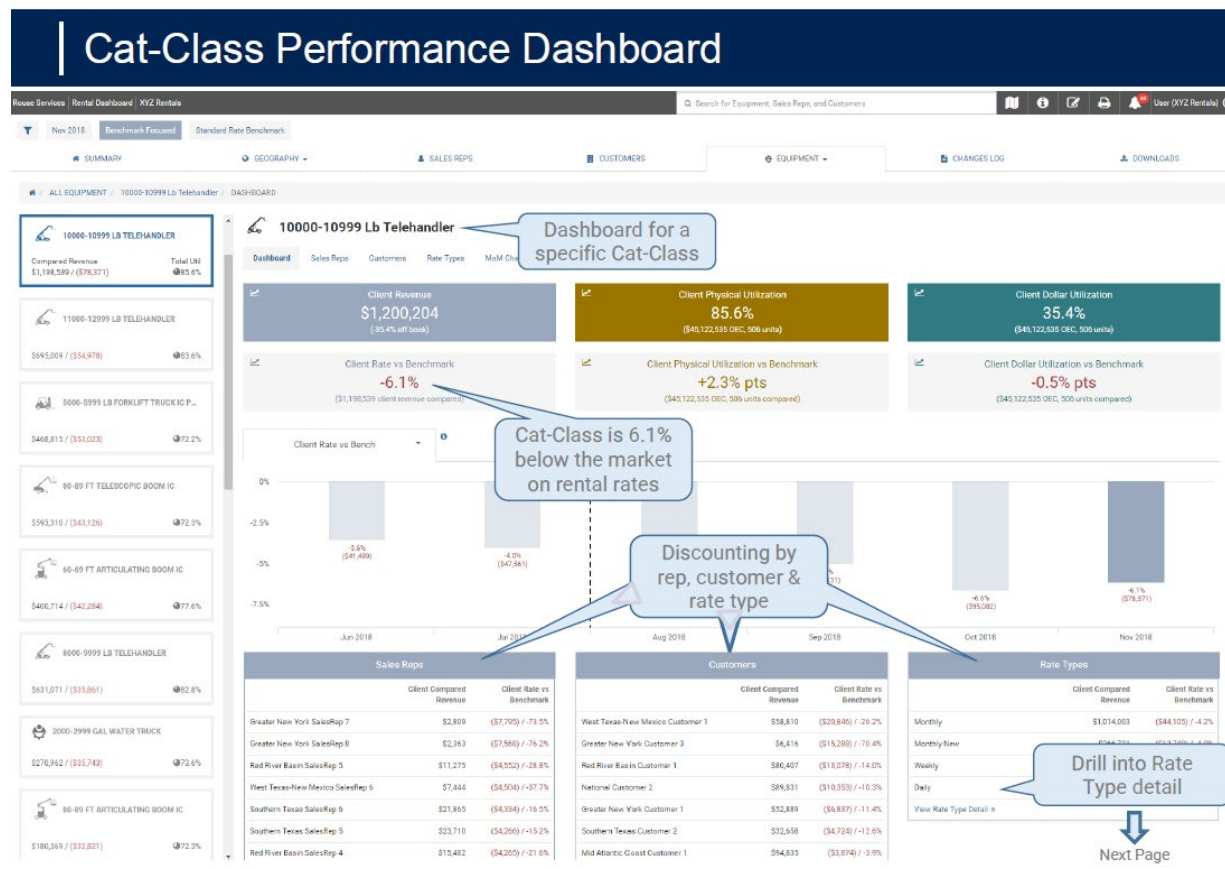 Cat-Class Performance Dashboard
Rouse Services | Rental Dashboard | XYZ Rentals
Search for Equipment, Sales Reps, and Customers
User (XYZ Rentals)
Nov 2018
Benchmark Focused
Standard Rate Benchmark
SUMMARY
GEOGRAPHY
SALES REPS
CUSTOMERS
EQUIPMENT
CHANGES LOG
DOWNLOADS
/ ALL EQUIPMENT / 10000-10999 Lb Telehandler / DASHBOARD
10000-10999 LB TELEHANDLER
Compared Revenue Total Util
$1,198,539 / ($78,371) 85.6%
11000-12999 LB TELEHANDLER
$695,009 / ($54,978) 83.6%
5000-5999 LB FORKLIFT TRUCK IC P...
$468,815 / ($53,023) 72.2%
80-89 FT TELESCOPIC BOOM IC
$593,310 / ($43,126) 72.3%
60-69 FT ARTICULATING BOOM IC
$400,714 / ($42,284) 77.6%
8000-9999 LB TELEHANDLER
$631,071 / ($35,861) 82.8%
2000-2999 GAL WATER TRUCK
$270,962 / ($35,743) 73.6%
80-89 FT ARTICULATING BOOM IC
$180,369 / ($32,821) 72.3%
10000-10999 Lb Telehandler
Dashboard for a
specific Cat-Class
Dashboard
Sales Reps
Customers
Rate Types
MoM
Client Revenue
$1,200,204
(-35.4% off book)
Client Physical Utilization
85.6%
($45,122,535 OEC, 506 units)
Client Dollar Utilization
35.4%
($45,122,535 OEC, 506 units)
Client Rate vs Benchmark
-6.1%
($1,198,539 client revenue compared)
Client Physical Utilization vs Benchmark
+2.3% pts
($45,122,535 OEC, 506 units compared)
Client Dollar Utilization vs Benchmark
-0.5% pts
($45,122,535 OEC, 506 units compared)
Cat-Class is 6.1%
below the market
on rental rates
Client Rate vs Bench
0%
-2.5%
-5%
-7.5%
($41,489)
-4.0%
($47,561)
($95,082)
-6.1%
($78,371)
Jun 2018
Jul 2018
Aug 2018
Sep 2018
Oct 2018
Nov 2018
Discounting by
rep, customer &
rate type
Sales Reps
Client Compared Revenue
Client Rate vs Benchmark
Greater New York SalesRep 7 $2,809 ($7,795) / -73.5%
Greater New York SalesRep 8 $2,363 ($7,568) / -76.2%
Red River Basin SalesRep 5 $11,275 ($4,552) / -28.8%
West Texas-New Mexico SalesRep 6 $7,444 ($4,504) / -37.7%
Southern Texas SalesRep 6 $21,865 ($4,334) / -16.5%
Southern Texas SalesRep 5 $23,710 ($4,266) / -15.2%
Red River Basin SalesRep 4 $15,482 ($4,265) / -21.6%
Customers
Client Compared Revenue
Client Rate vs Benchmark
West Texas-New Mexico Customer 1 $58,810 ($20,846) / -26.2%
Greater New York Customer 3 $6,416 ($15,288) / -70.4%
Red River Basin Customer 1 $80,407 ($13,078) / -14.0%
National Customer 2 $89,831 ($10,353) / -10.3%
Greater New York Customer 1 $52,889 ($6,837) / -11.4%
Southern Texas Customer 2 $32,658 ($4,724) / -12.6%
Mid Atlantic Coast Customer 1 $94,835 ($3,874) / -3.9%
Rate Types
Client Compared Revenue
Client Rate vs Benchmark
Monthly $1,014,003 ($44,105) / -4.2%
Monthly New
Weekly
Daily
View Rate Type Detail »
Drill into Rate
Type detail
Next Page